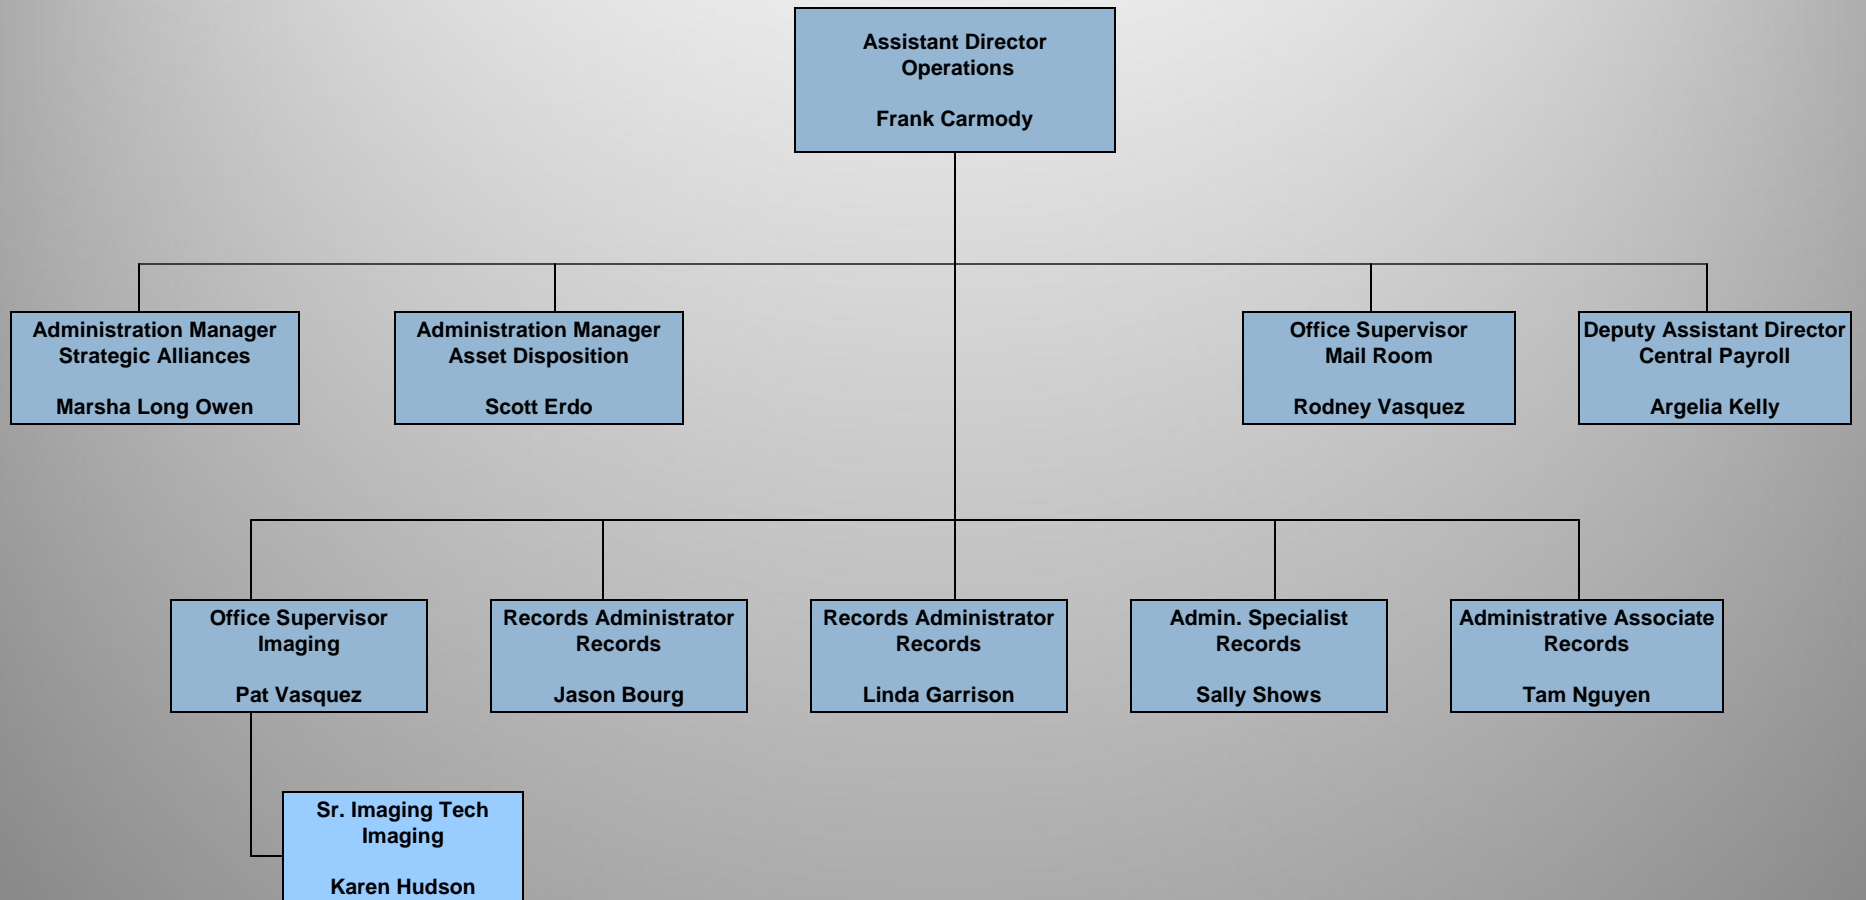 Assistant Director
Operations
Frank Carmody
Administration Manager
Strategic Alliances
Marsha Long Owen
Administration Manager
Asset Disposition
Scott Erdo
Office Supervisor
Mail Room
Rodney Vasquez
Deputy Assistant Director
Central Payroll
Argelia Kelly
Office Supervisor
Imaging
Pat Vasquez
Records Administrator
Records
Jason Bourg
Records Administrator
Records
Linda Garrison
Admin. Specialist
Records
Sally Shows
Administrative Associate
Records
Tam Nguyen
Sr. Imaging Tech
Imaging
Karen Hudson